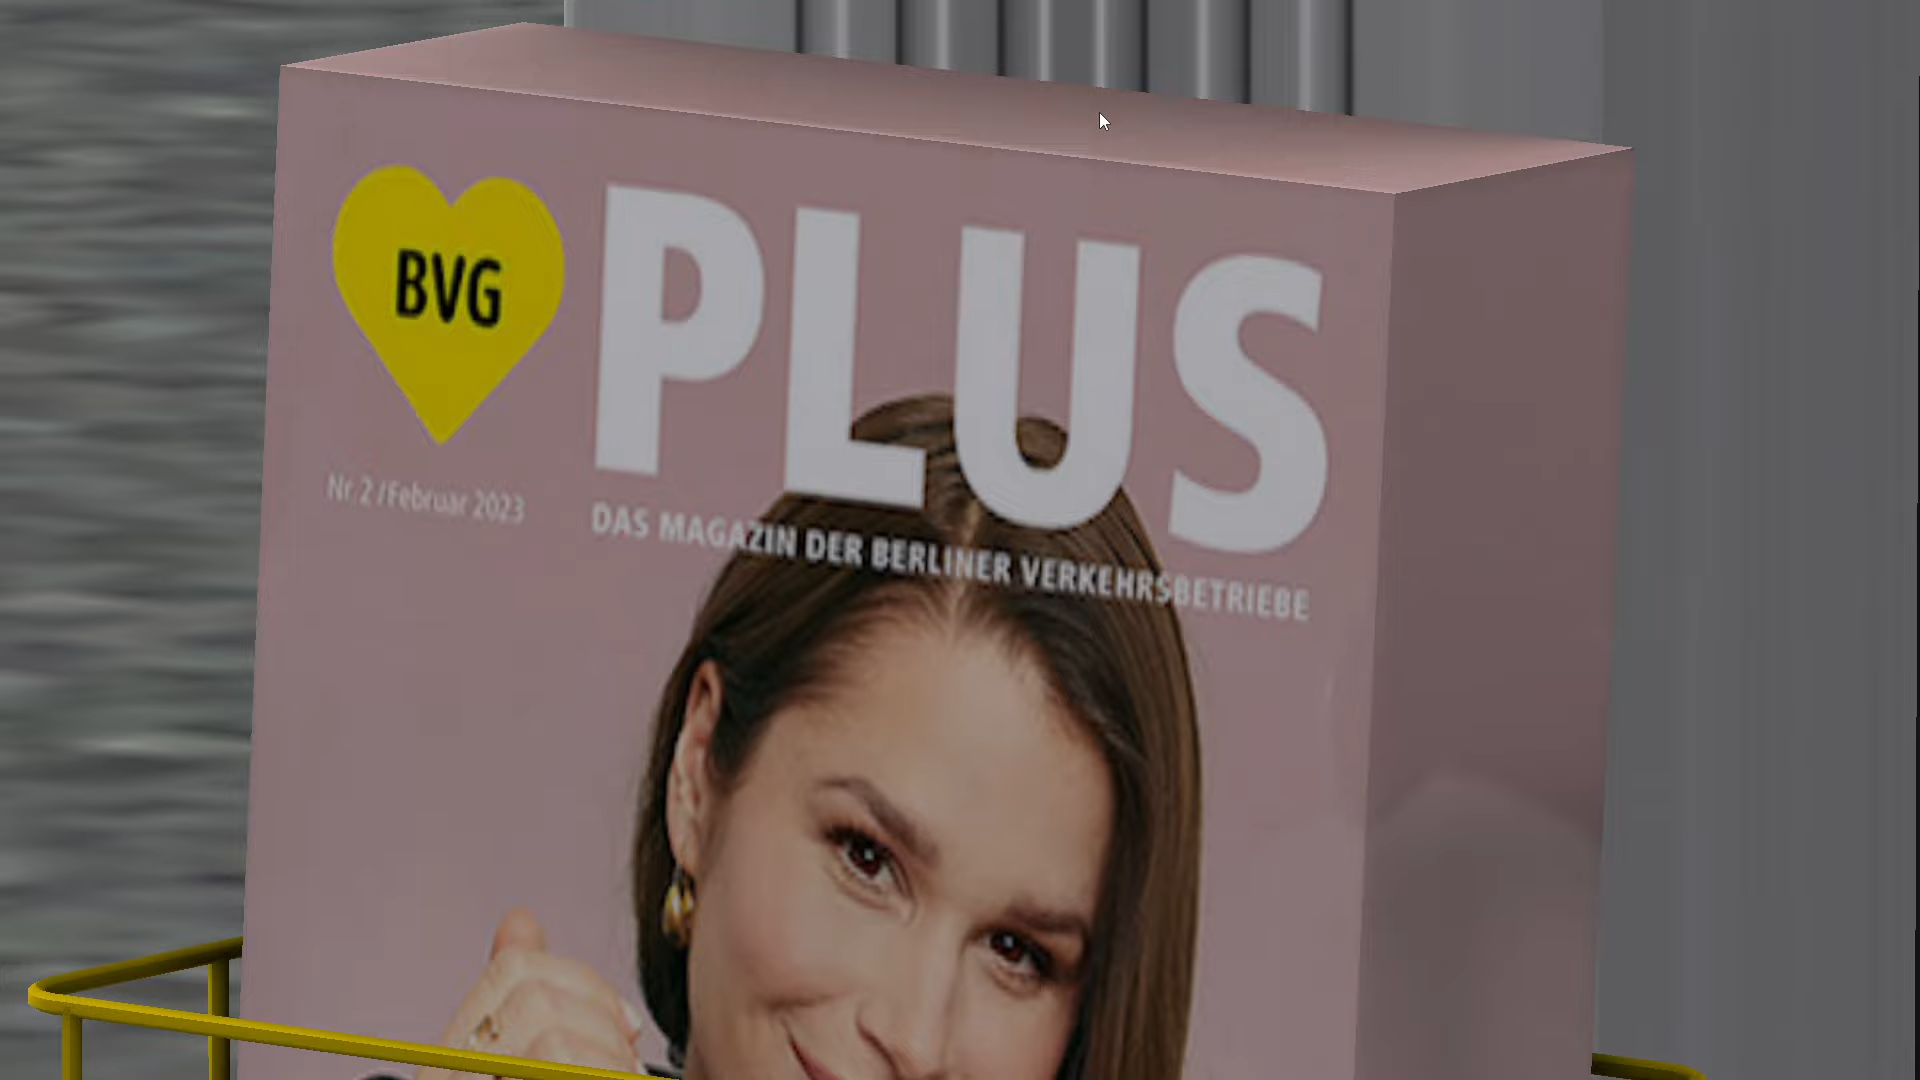 BVG
PLUS
Nr. 2 / Februar 2023
DAS MAGAZIN DER BERLINER VERKEHRSBETRIEBE